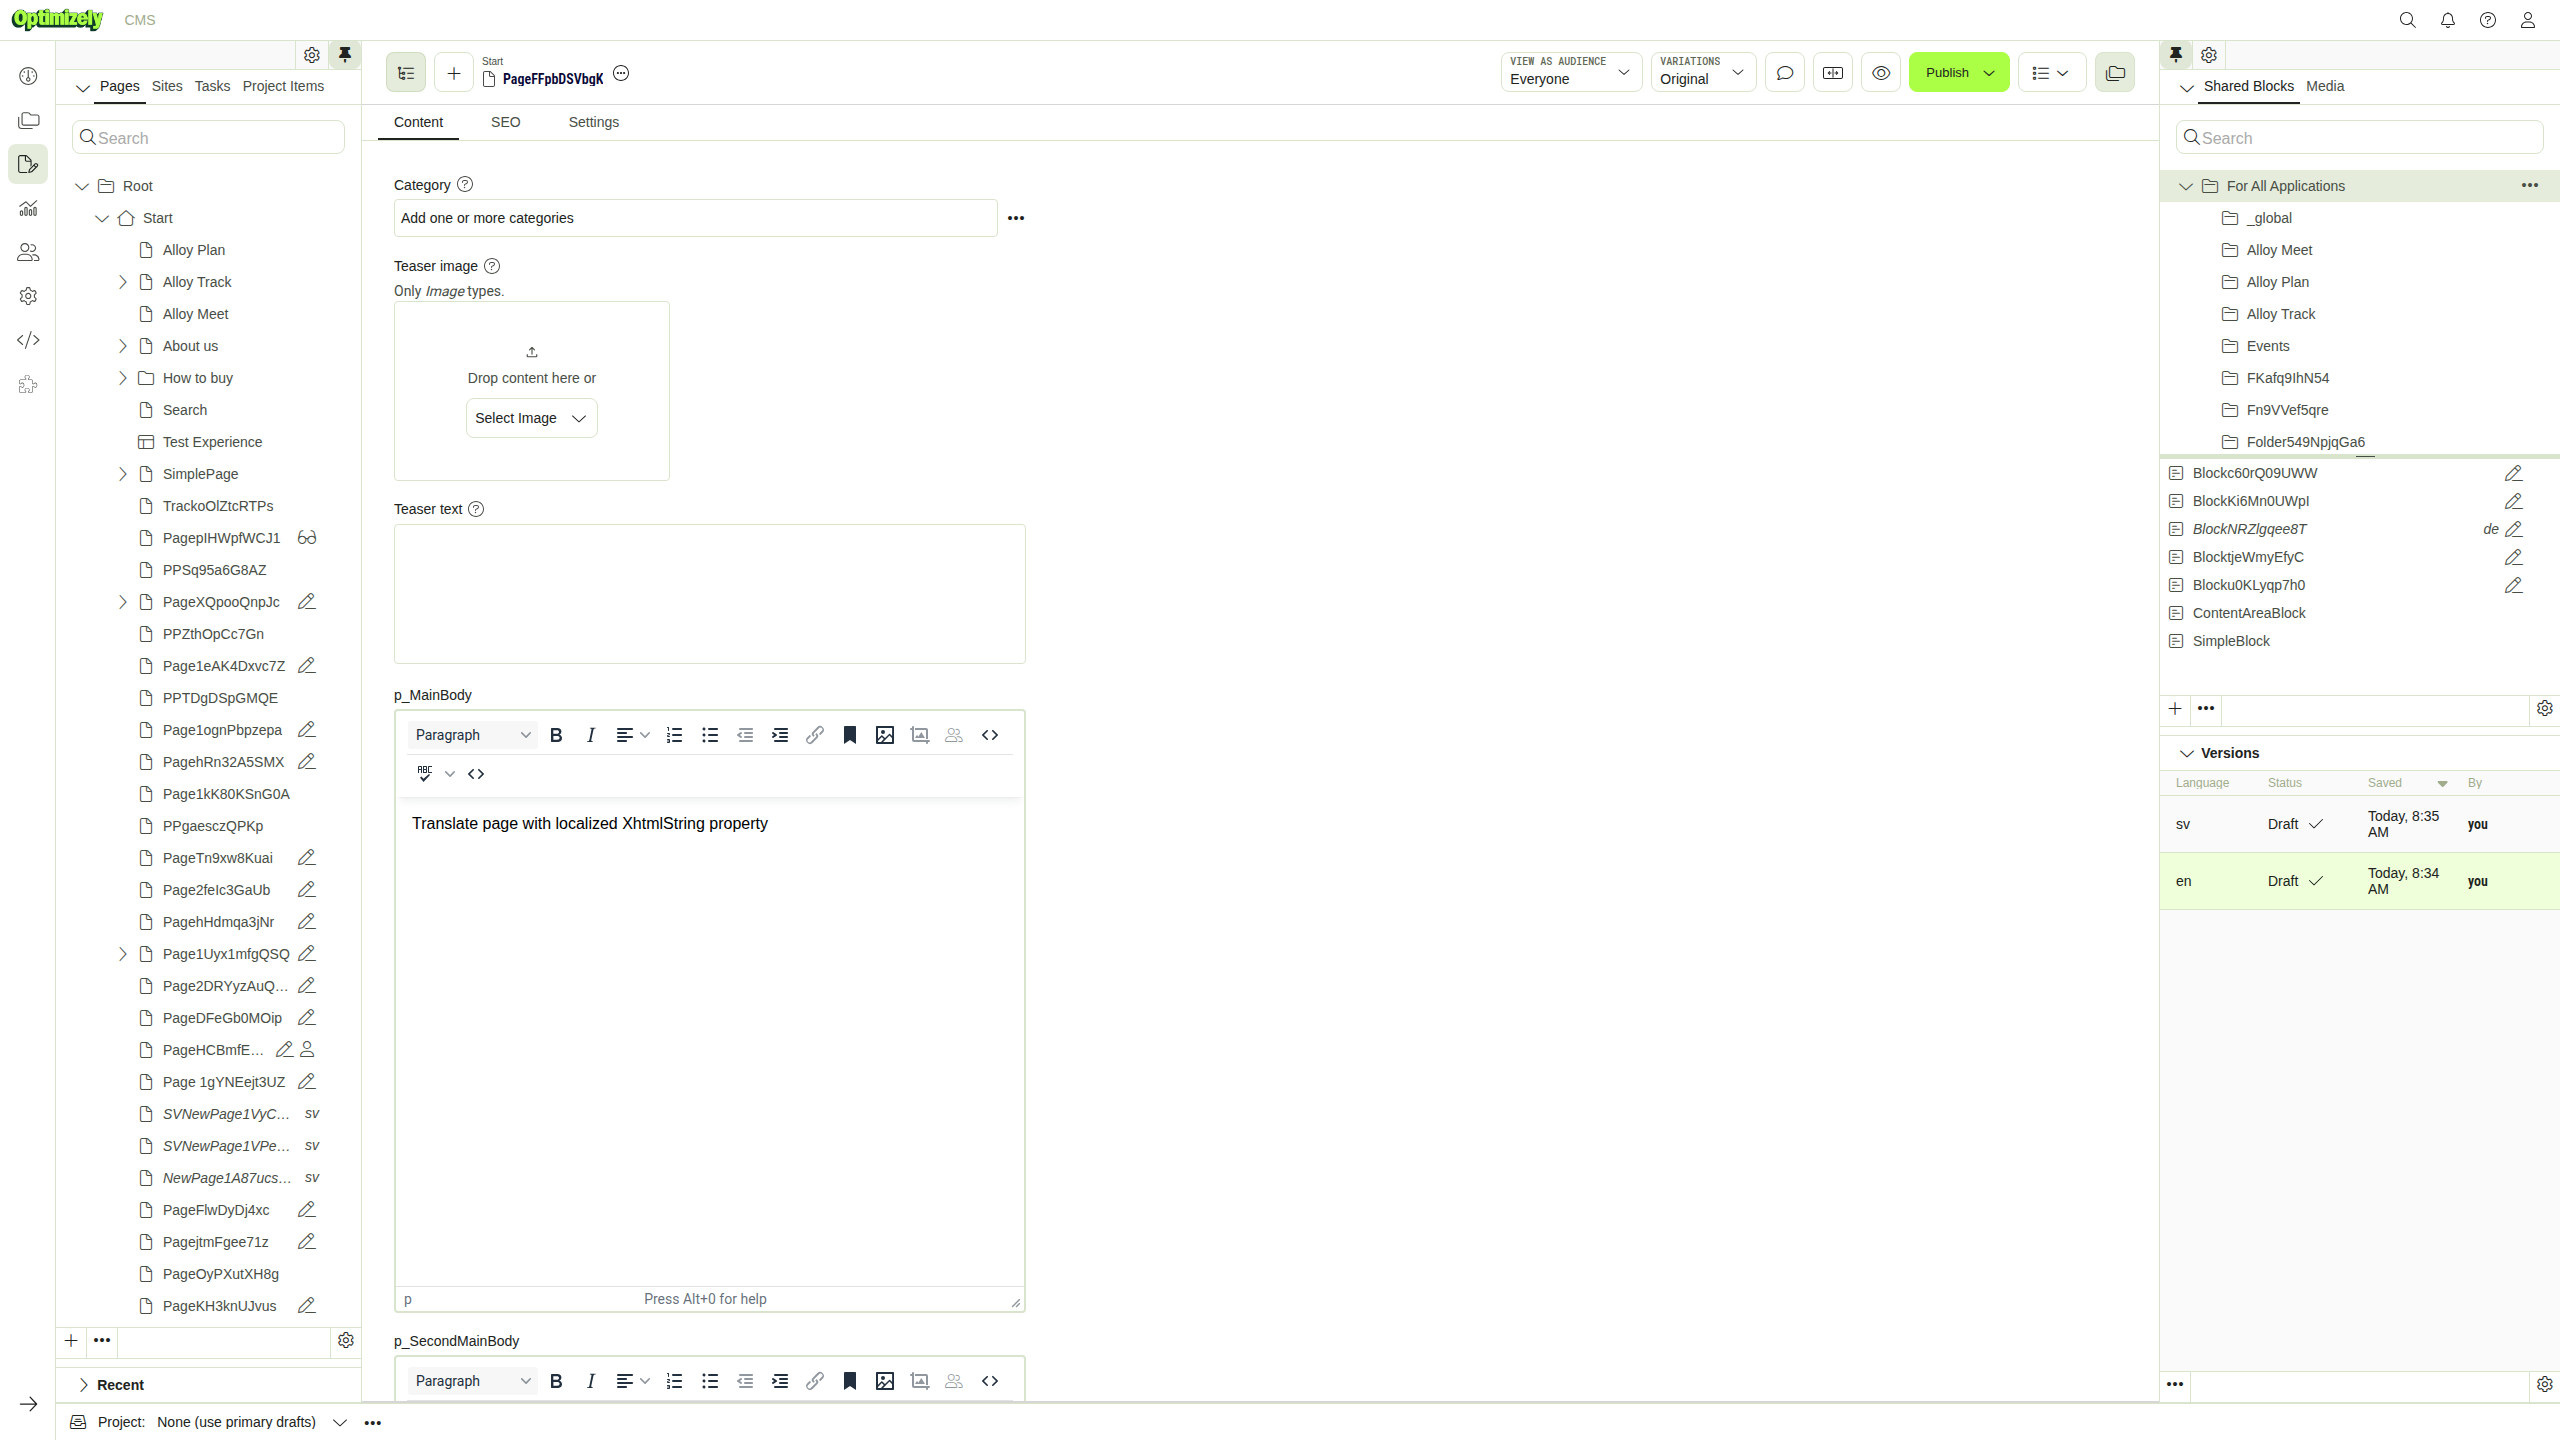 Optimizely CMS
Pages Sites Tasks Project Items
Search
Root
Start
Alloy Plan
Alloy Track
Alloy Meet
About us
How to buy
Search
Test Experience
SimplePage
TrackoOlZtcRTPs
PagepIHWpfWCJ1
PPSq95a6G8AZ
PageXQpooQnpJc
PPZthOpCc7Gn
Page1eAK4Dxvc7Z
PPTDgDSpGMQE
Page1ognPbpzepa
PagehRn32A5SMX
Page1kK80KSnG0A
PPgaesczQPKp
PageTn9xw8Kuai
Page2feIc3GaUb
PagehHdmqa3jNr
Page1Uyx1mfgQSQ
Page2DRYyzAuQ...
PageDFeGb0MOip
PageHCBmfE...
Page 1gYNEejt3UZ
SVNewPage1VyC... sv
SVNewPage1VPe... sv
NewPage1A87ucs... sv
PageFlwDyDj4xc
PagejtmFgee71z
PageOyPXutXH8g
PageKH3knUJvus
Recent
Project: None (use primary drafts)
Start
PageFFpbDSVbgK
VIEW AS AUDIENCE
Everyone
VARIATIONS
Original
Publish
Content SEO Settings
Category
Add one or more categories
Teaser image
Only Image types.
Drop content here or
Select Image
Teaser text
p_MainBody
Paragraph
Translate page with localized XhtmlString property
p Press Alt+0 for help
p_SecondMainBody
Paragraph
Shared Blocks Media
Search
For All Applications
_global
Alloy Meet
Alloy Plan
Alloy Track
Events
FKafq9IhN54
Fn9VVef5qre
Folder549NpjqGa6
Blockc60rQ09UWW
BlockKi6Mn0UWpI
BlockNRZlgqee8T de
BlocktjeWmyEfyC
Blocku0KLyqp7h0
ContentAreaBlock
SimpleBlock
Versions
Language Status Saved By
sv Draft Today, 8:35 AM you
en Draft Today, 8:34 AM you